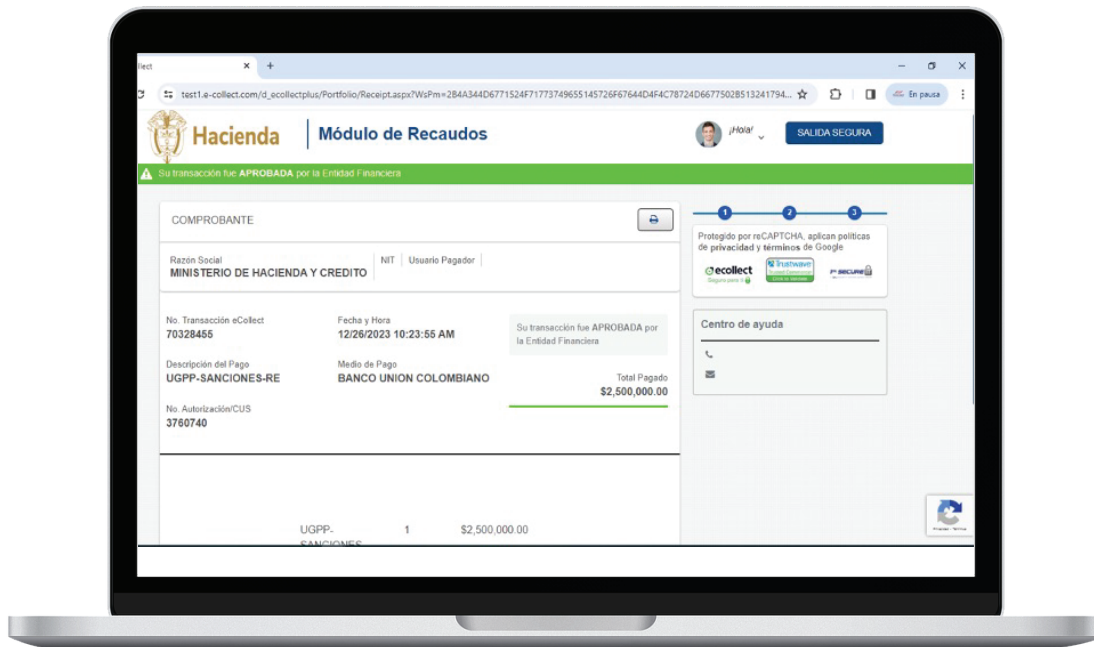 llect
test1.e-collect.com/d_ecollectplus/Portfolio/Receipt.aspx?WsPm=2B4A344D6771524F71773749655145726F67644D4F4C78724D66775028513241794...
En pausa
Hacienda
Módulo de Recaudos
¡Hola!
SALIDA SEGURA
Su transacción fue APROBADA por la Entidad Financiera
COMPROBANTE
Razón Social
MINISTERIO DE HACIENDA Y CREDITO
NIT
Usuario Pagador
No. Transacción eCollect
70328455
Fecha y Hora
12/26/2023 10:23:55 AM
Su transacción fue APROBADA por
la Entidad Financiera
Descripción del Pago
UGPP-SANCIONES-RE
Medio de Pago
BANCO UNION COLOMBIANO
Total Pagado
$2,500,000.00
No. Autorización/CUS
3760740
UGPP-
SANCIONES
1
$2,500,000.00
1
2
3
Protegido por reCAPTCHA, aplican políticas
de privacidad y términos de Google
ecollect
Trustwave
SECURE
Centro de ayuda